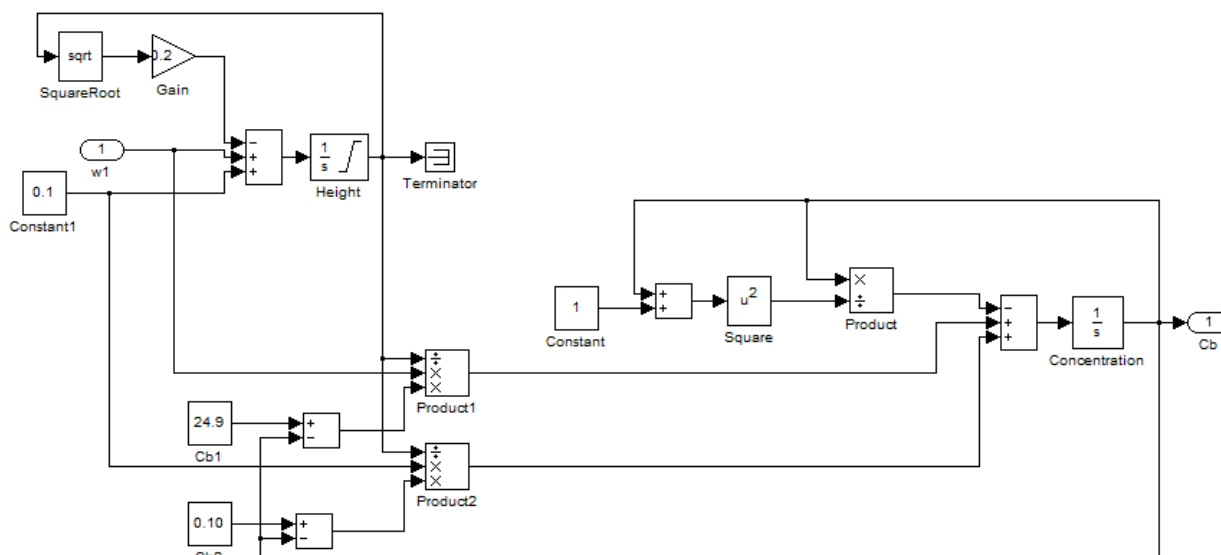 sqrt
SquareRoot
0.2
Gain
1
w1
−
+
+
1
s
Height
Terminator
0.1
Constant1
1
Constant
+
+
u2
Square
×
÷
Product
−
+
+
1
s
Concentration
1
Cb
÷
×
×
Product1
24.9
Cb1
+
−
÷
×
×
Product2
0.10
+
−